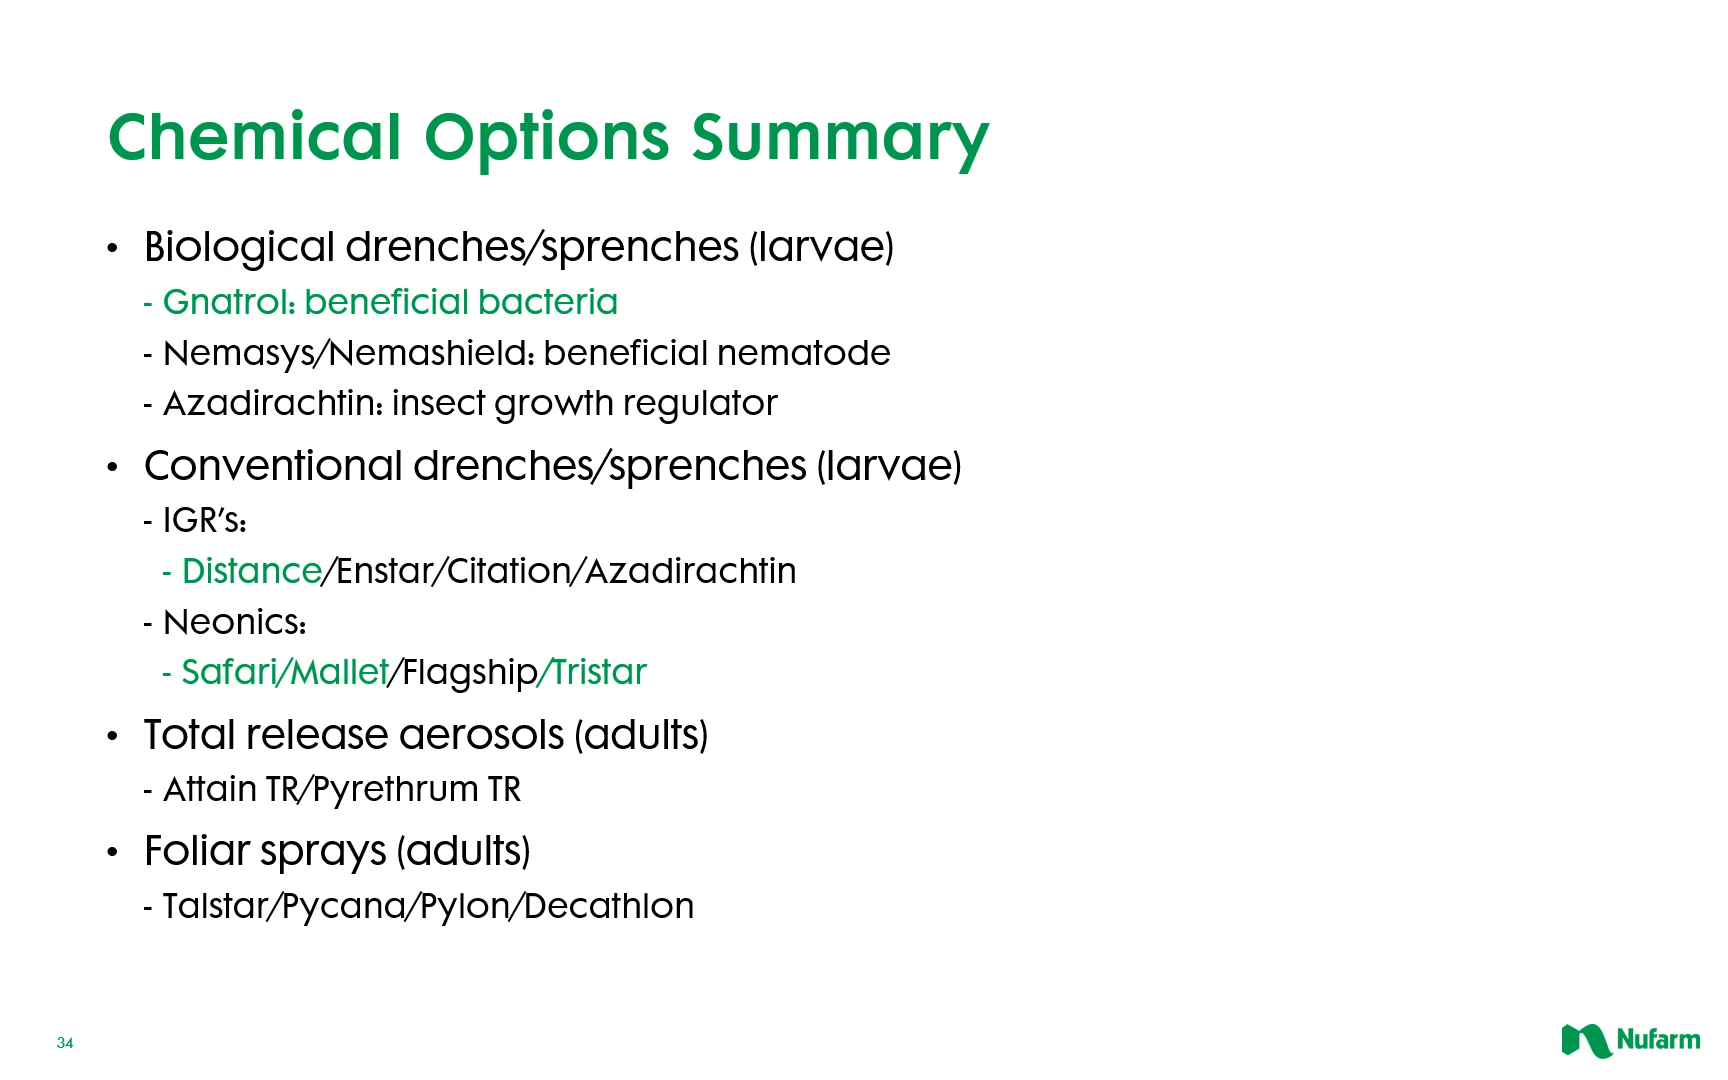 Chemical Options Summary
• Biological drenches/sprenches (larvae)
- Gnatrol: beneficial bacteria
- Nemasys/Nemashield: beneficial nematode
- Azadirachtin: insect growth regulator
• Conventional drenches/sprenches (larvae)
- IGR's:
- Distance/Enstar/Citation/Azadirachtin
- Neonics:
- Safari/Mallet/Flagship/Tristar
• Total release aerosols (adults)
- Attain TR/Pyrethrum TR
• Foliar sprays (adults)
- Talstar/Pycana/Pylon/Decathlon
34
Nufarm